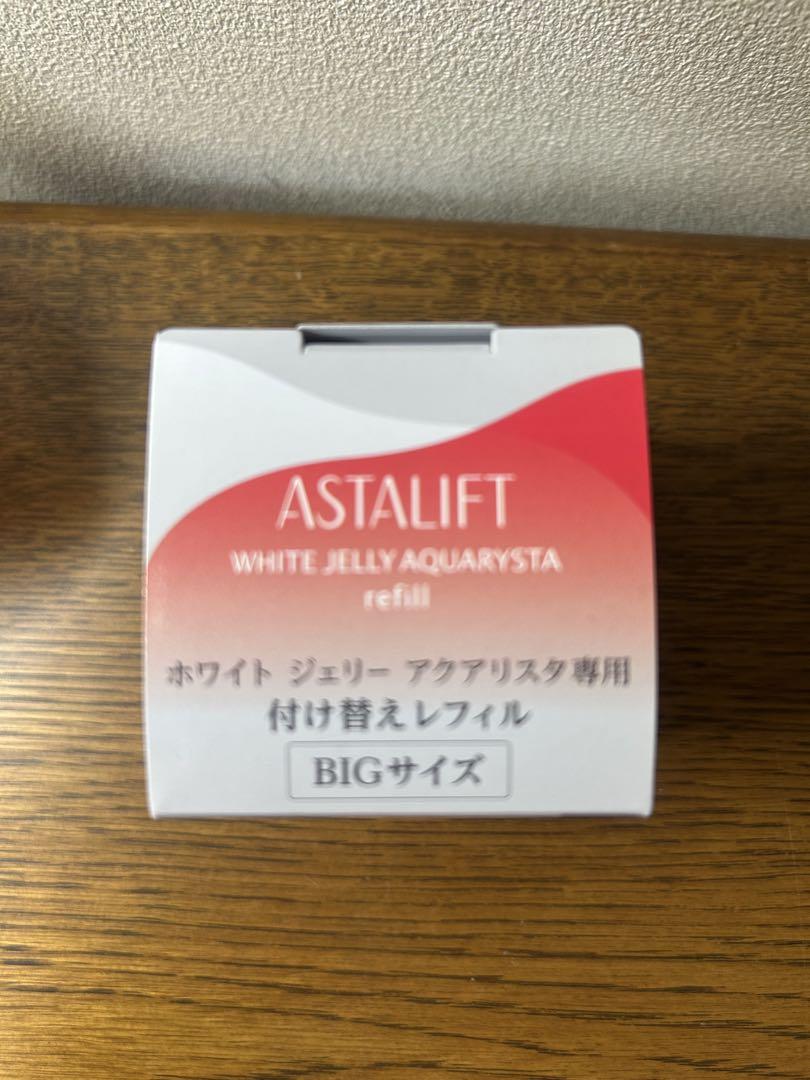 ASTALIFT
WHITE JELLY AQUARYSTA
refill
ホワイト ジェリー アクアリスタ専用
付け替えレフィル
BIGサイズ